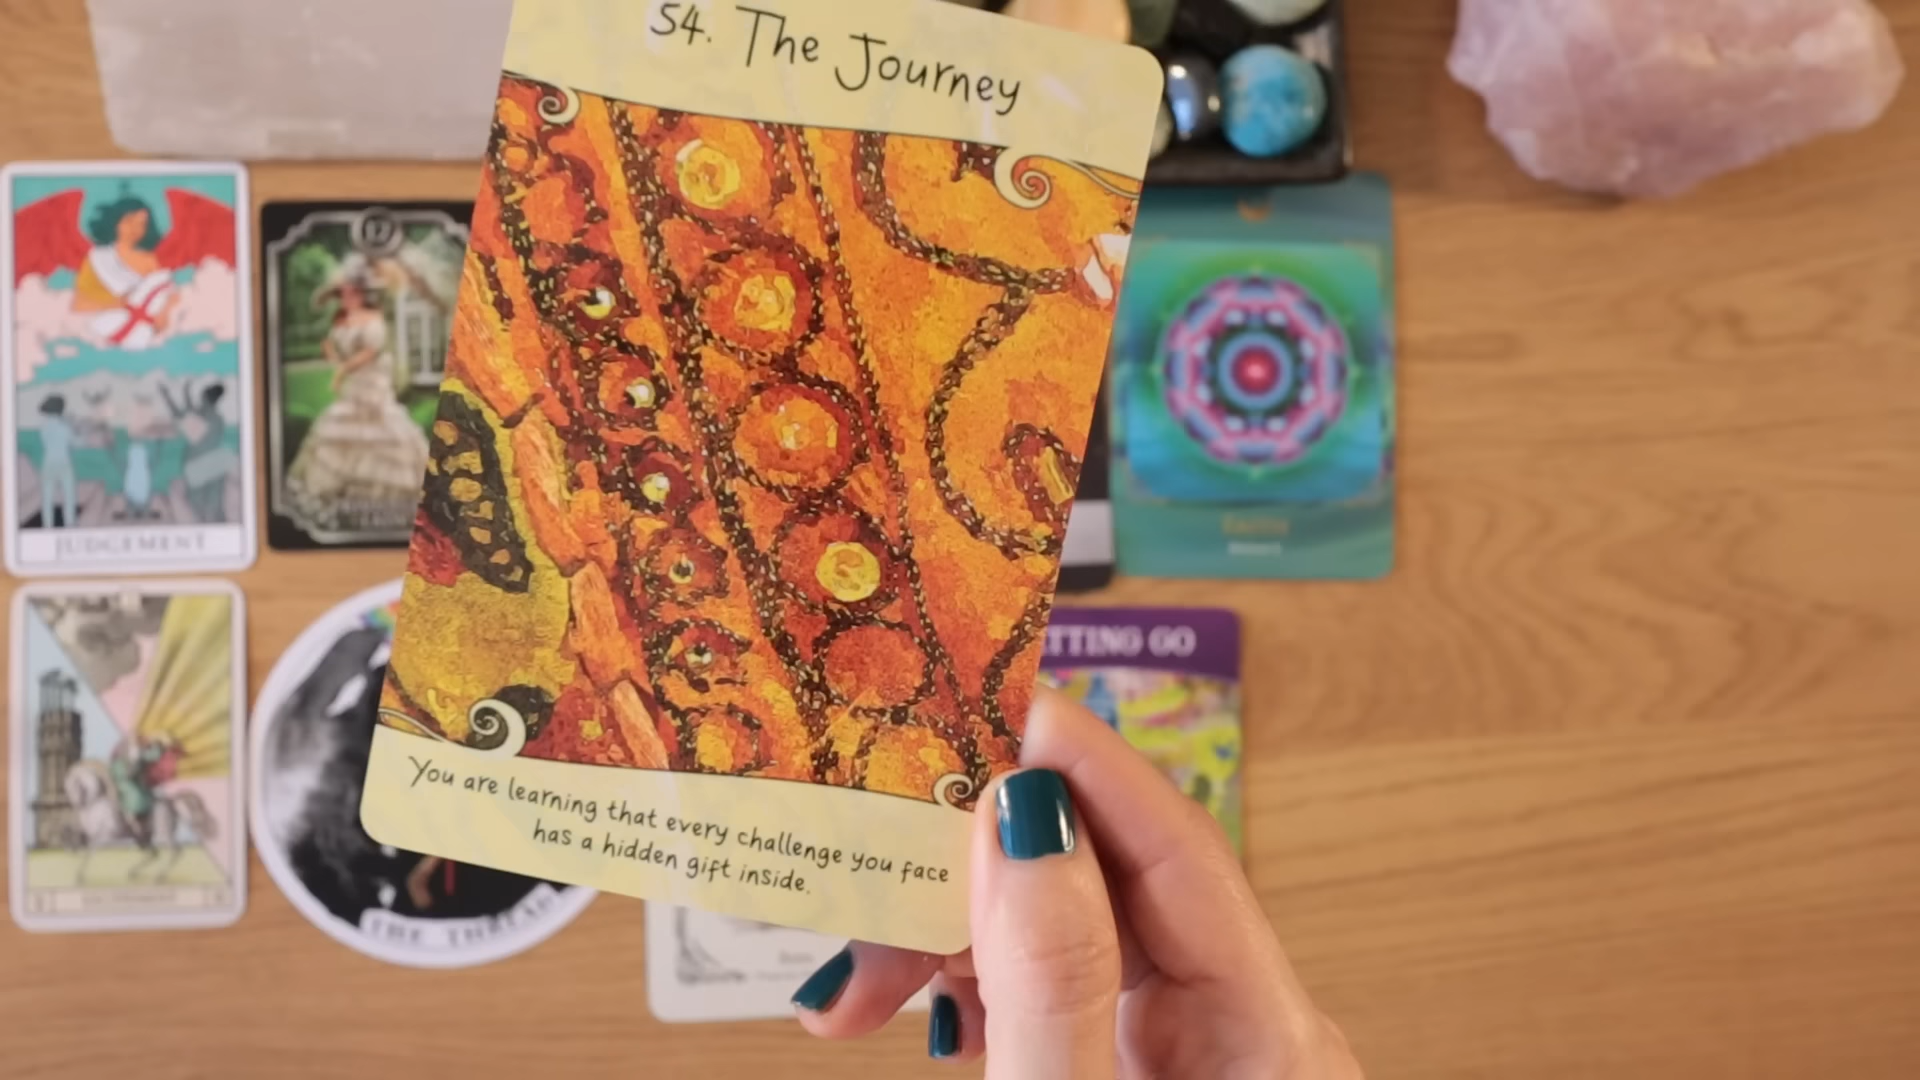 54. The Journey
17
JUDGEMENT
TTING GO
You are learning that every challenge you face
has a hidden gift inside.
THE THREAD